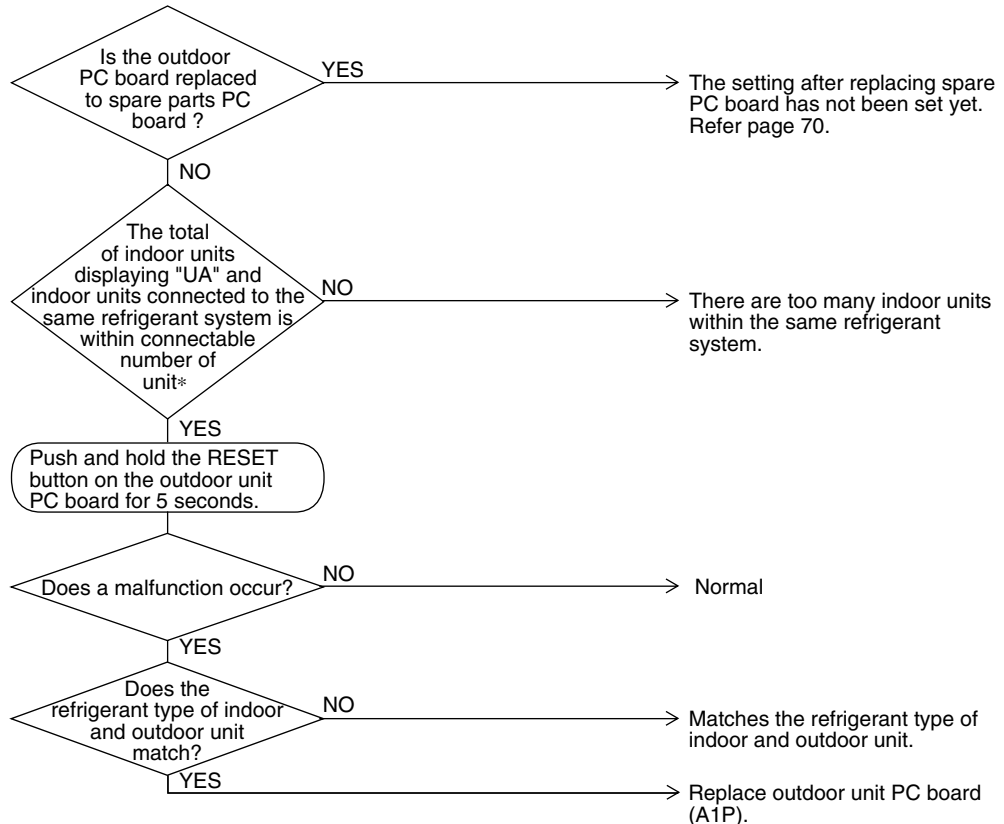 Is the outdoor
PC board replaced
to spare parts PC
board ?
YES
The setting after replacing spare
PC board has not been set yet.
Refer page 70.
NO
The total
of indoor units
displaying "UA" and
indoor units connected to the
same refrigerant system is
within connectable
number of
unit*
NO
There are too many indoor units
within the same refrigerant
system.
YES
Push and hold the RESET
button on the outdoor unit
PC board for 5 seconds.
Does a malfunction occur?
NO
Normal
YES
Does the
refrigerant type of indoor
and outdoor unit
match?
NO
Matches the refrigerant type of
indoor and outdoor unit.
YES
Replace outdoor unit PC board
(A1P).